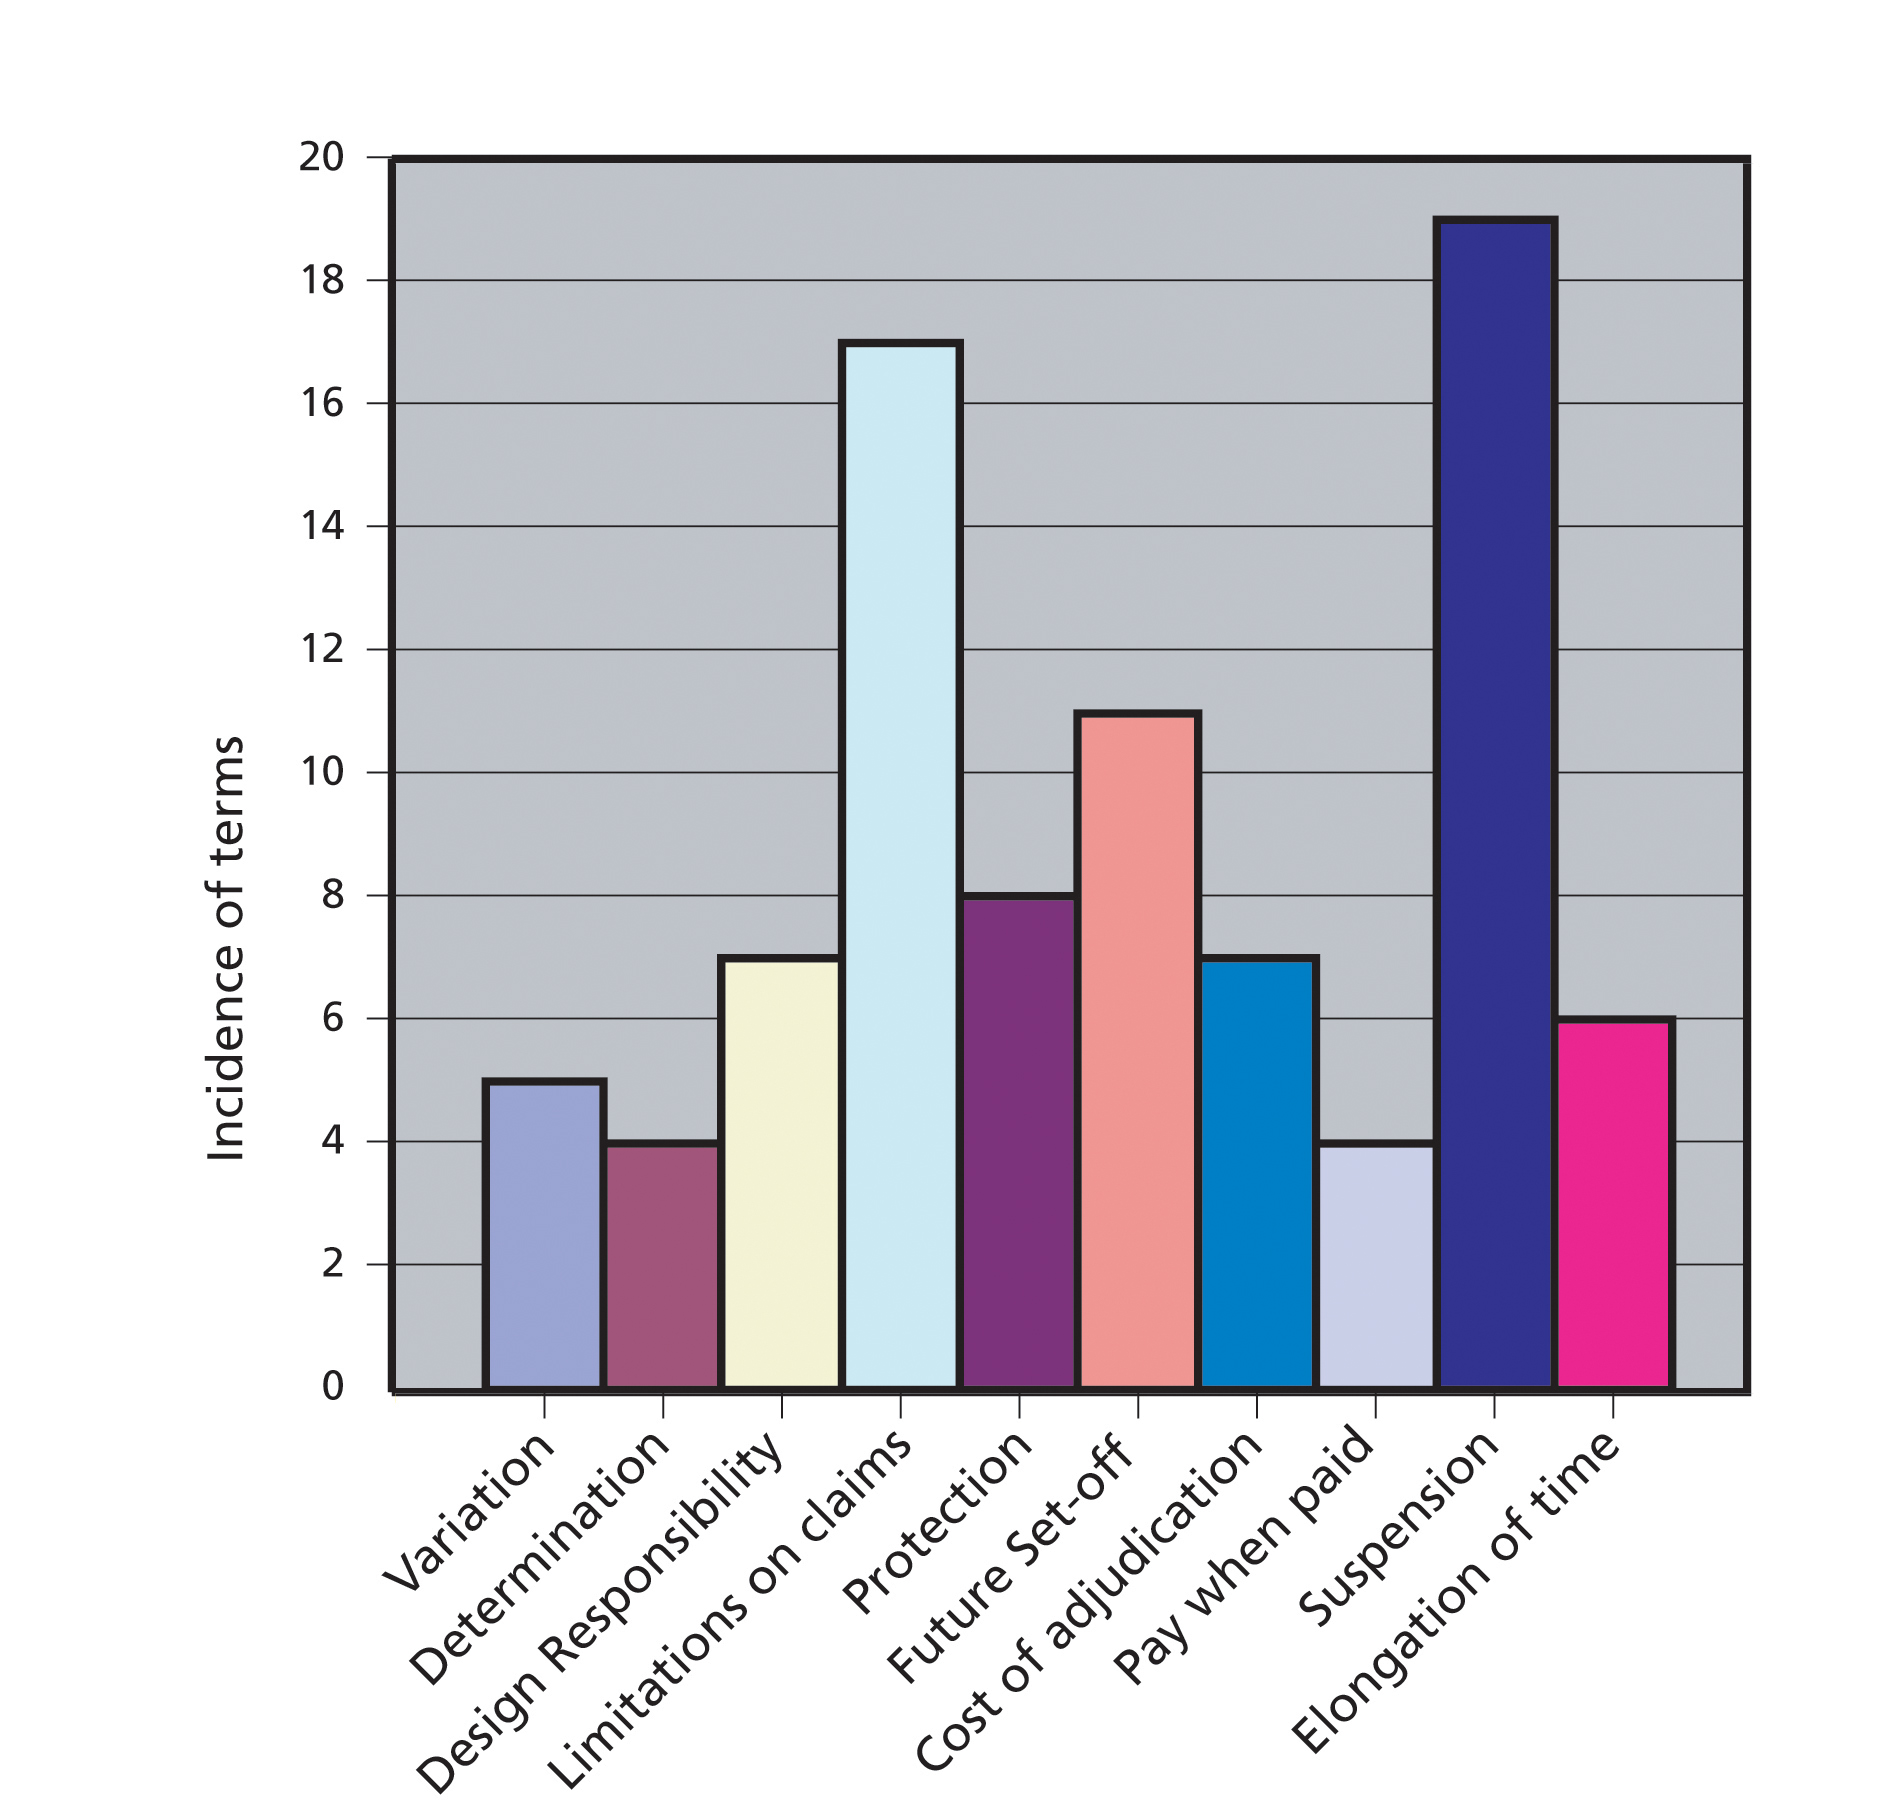 20
18
16
14
12
10
8
6
4
2
0
Incidence of terms
Variation
Determination
Design Responsibility
Limitations on claims
Protection
Future Set-off
Cost of adjudication
Pay when paid
Suspension
Elongation of time